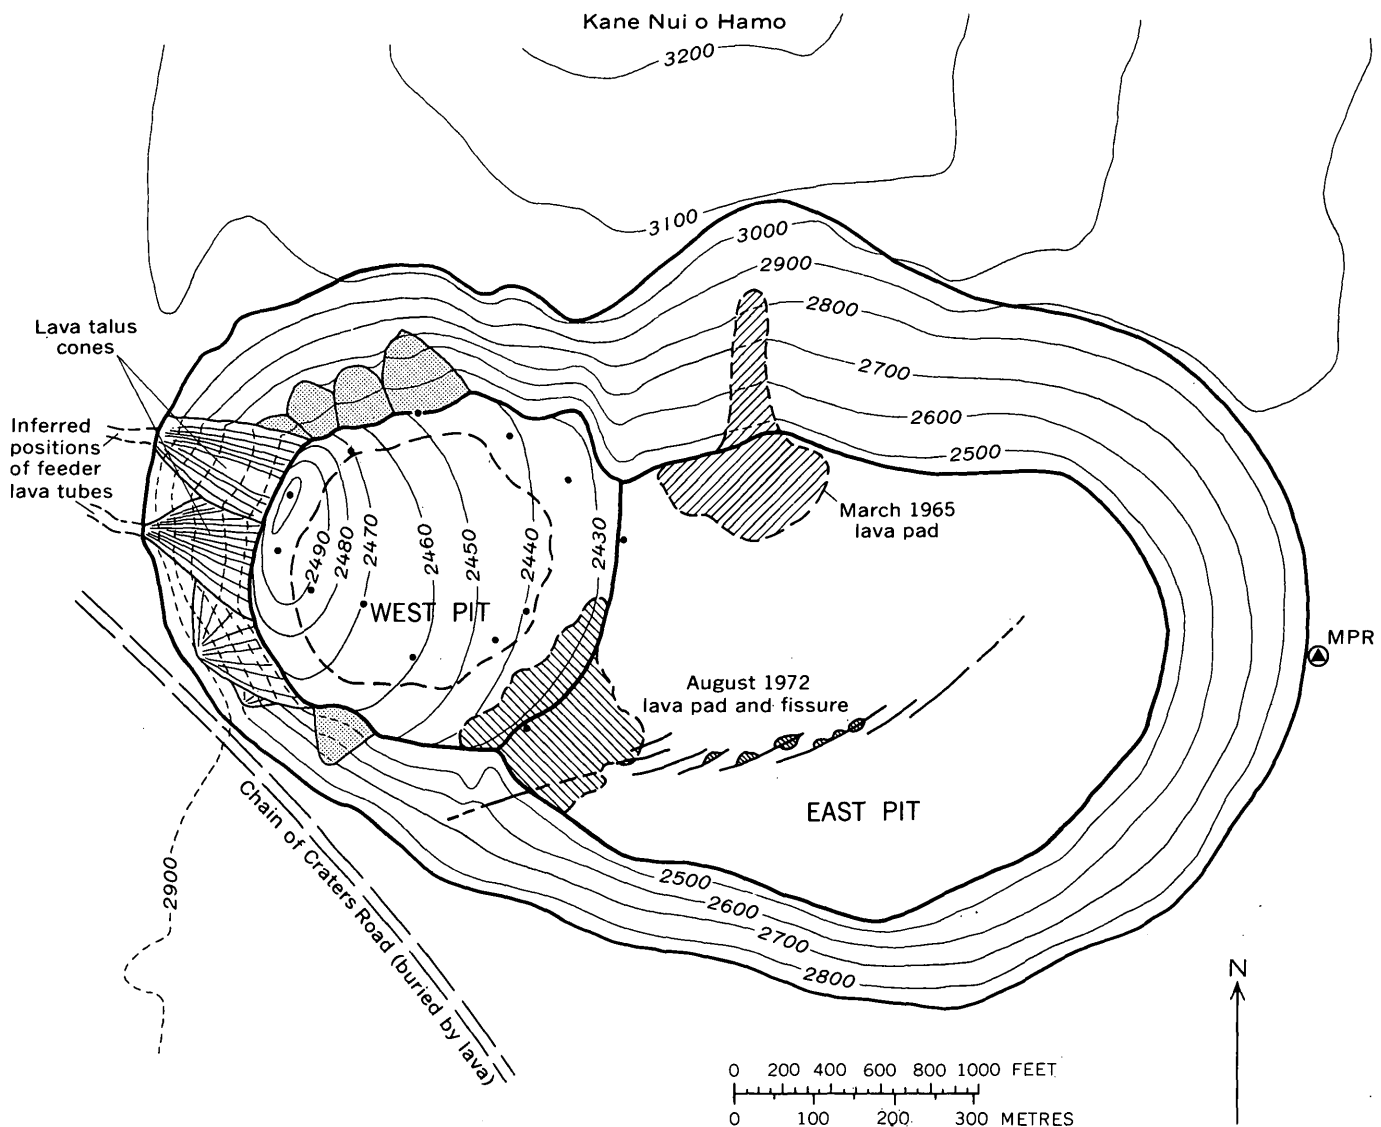 Kane Nui o Hamo
3200
3100
3000
2900
2800
2700
2600
2500
Lava talus
cones
Inferred
positions
of feeder
lava tubes
March 1965
lava pad
2490
2480
2470
2460
2450
2440
2430
WEST PIT
MPR
August 1972
lava pad and fissure
EAST PIT
Chain of Craters Road (buried by lava)
2900
2500
2600
2700
2800
N
0 200 400 600 800 1000 FEET
0 100 200 300 METRES